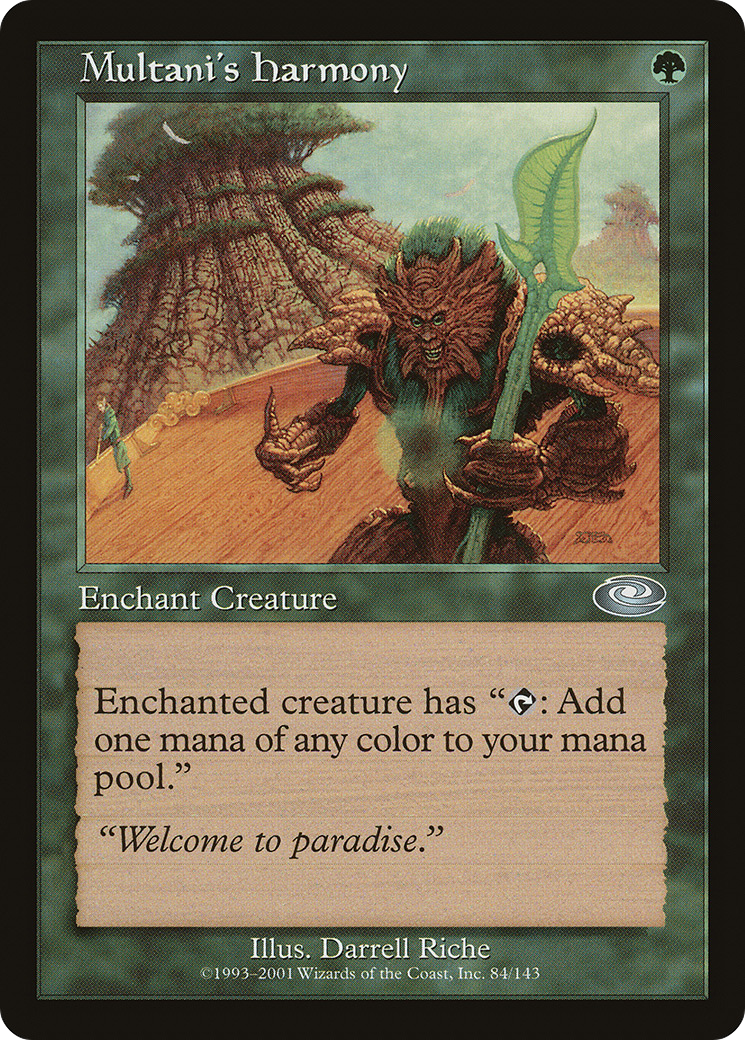 Multani's Harmony
Enchant Creature
Enchanted creature has “: Add
one mana of any color to your mana
pool.”
“Welcome to paradise.”
Illus. Darrell Riche
©1993–2001 Wizards of the Coast, Inc. 84/143